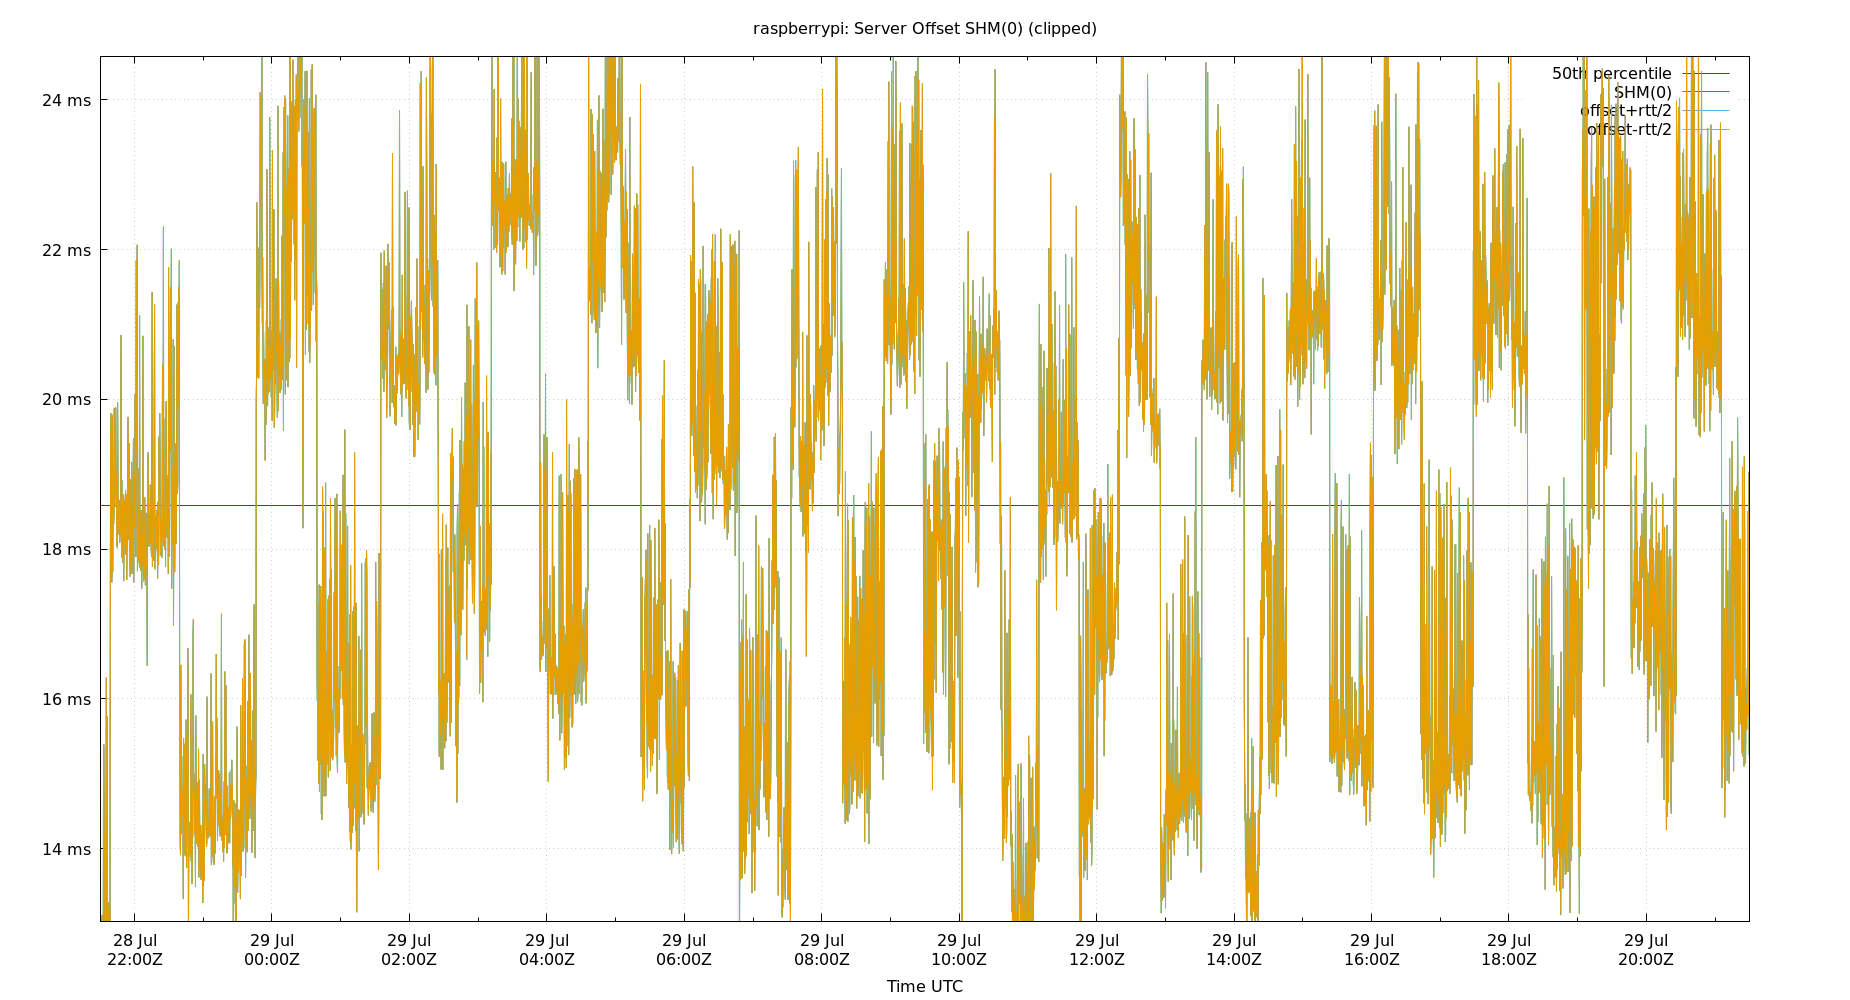 raspberrypi: Server Offset SHM(0) (clipped)
50th percentile
SHM(0)
offset+rtt/2
offset-rtt/2
24 ms
22 ms
20 ms
18 ms
16 ms
14 ms
28 Jul 29 Jul 29 Jul 29 Jul 29 Jul 29 Jul 29 Jul 29 Jul 29 Jul 29 Jul 29 Jul 29 Jul
22:00Z 00:00Z 02:00Z 04:00Z 06:00Z 08:00Z 10:00Z 12:00Z 14:00Z 16:00Z 18:00Z 20:00Z
Time UTC